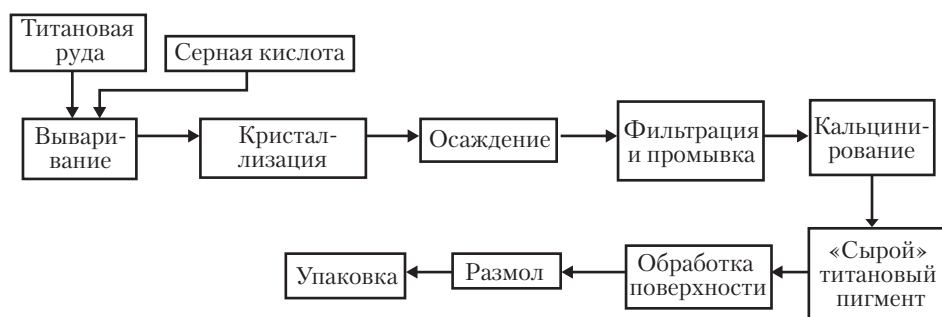 Титановая
руда
Серная кислота
Вывари-
вание
Кристал-
лизация
Осаждение
Фильтрация
и промывка
Кальцини-
рование
«Сырой»
титановый
пигмент
Обработка
поверхности
Размол
Упаковка